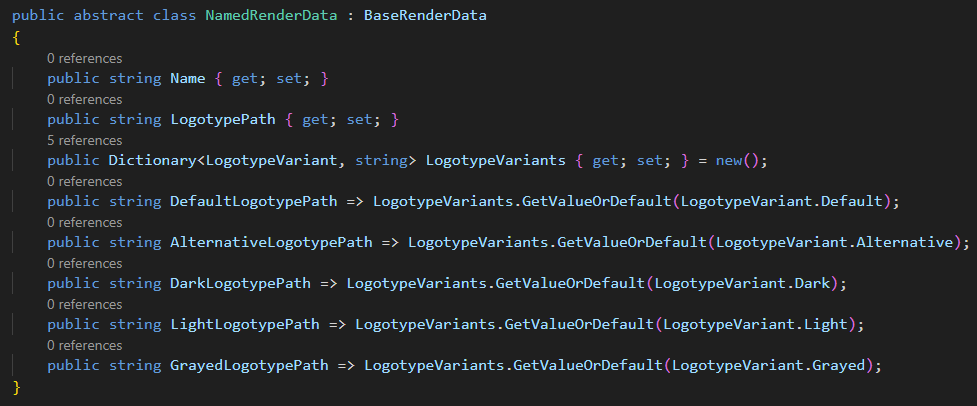 public abstract class NamedRenderData : BaseRenderData
{
0 references
public string Name { get; set; }
0 references
public string LogotypePath { get; set; }
5 references
public Dictionary<LogotypeVariant, string> LogotypeVariants { get; set; } = new();
0 references
public string DefaultLogotypePath => LogotypeVariants.GetValueOrDefault(LogotypeVariant.Default);
0 references
public string AlternativeLogotypePath => LogotypeVariants.GetValueOrDefault(LogotypeVariant.Alternative);
0 references
public string DarkLogotypePath => LogotypeVariants.GetValueOrDefault(LogotypeVariant.Dark);
0 references
public string LightLogotypePath => LogotypeVariants.GetValueOrDefault(LogotypeVariant.Light);
0 references
public string GrayedLogotypePath => LogotypeVariants.GetValueOrDefault(LogotypeVariant.Grayed);
}